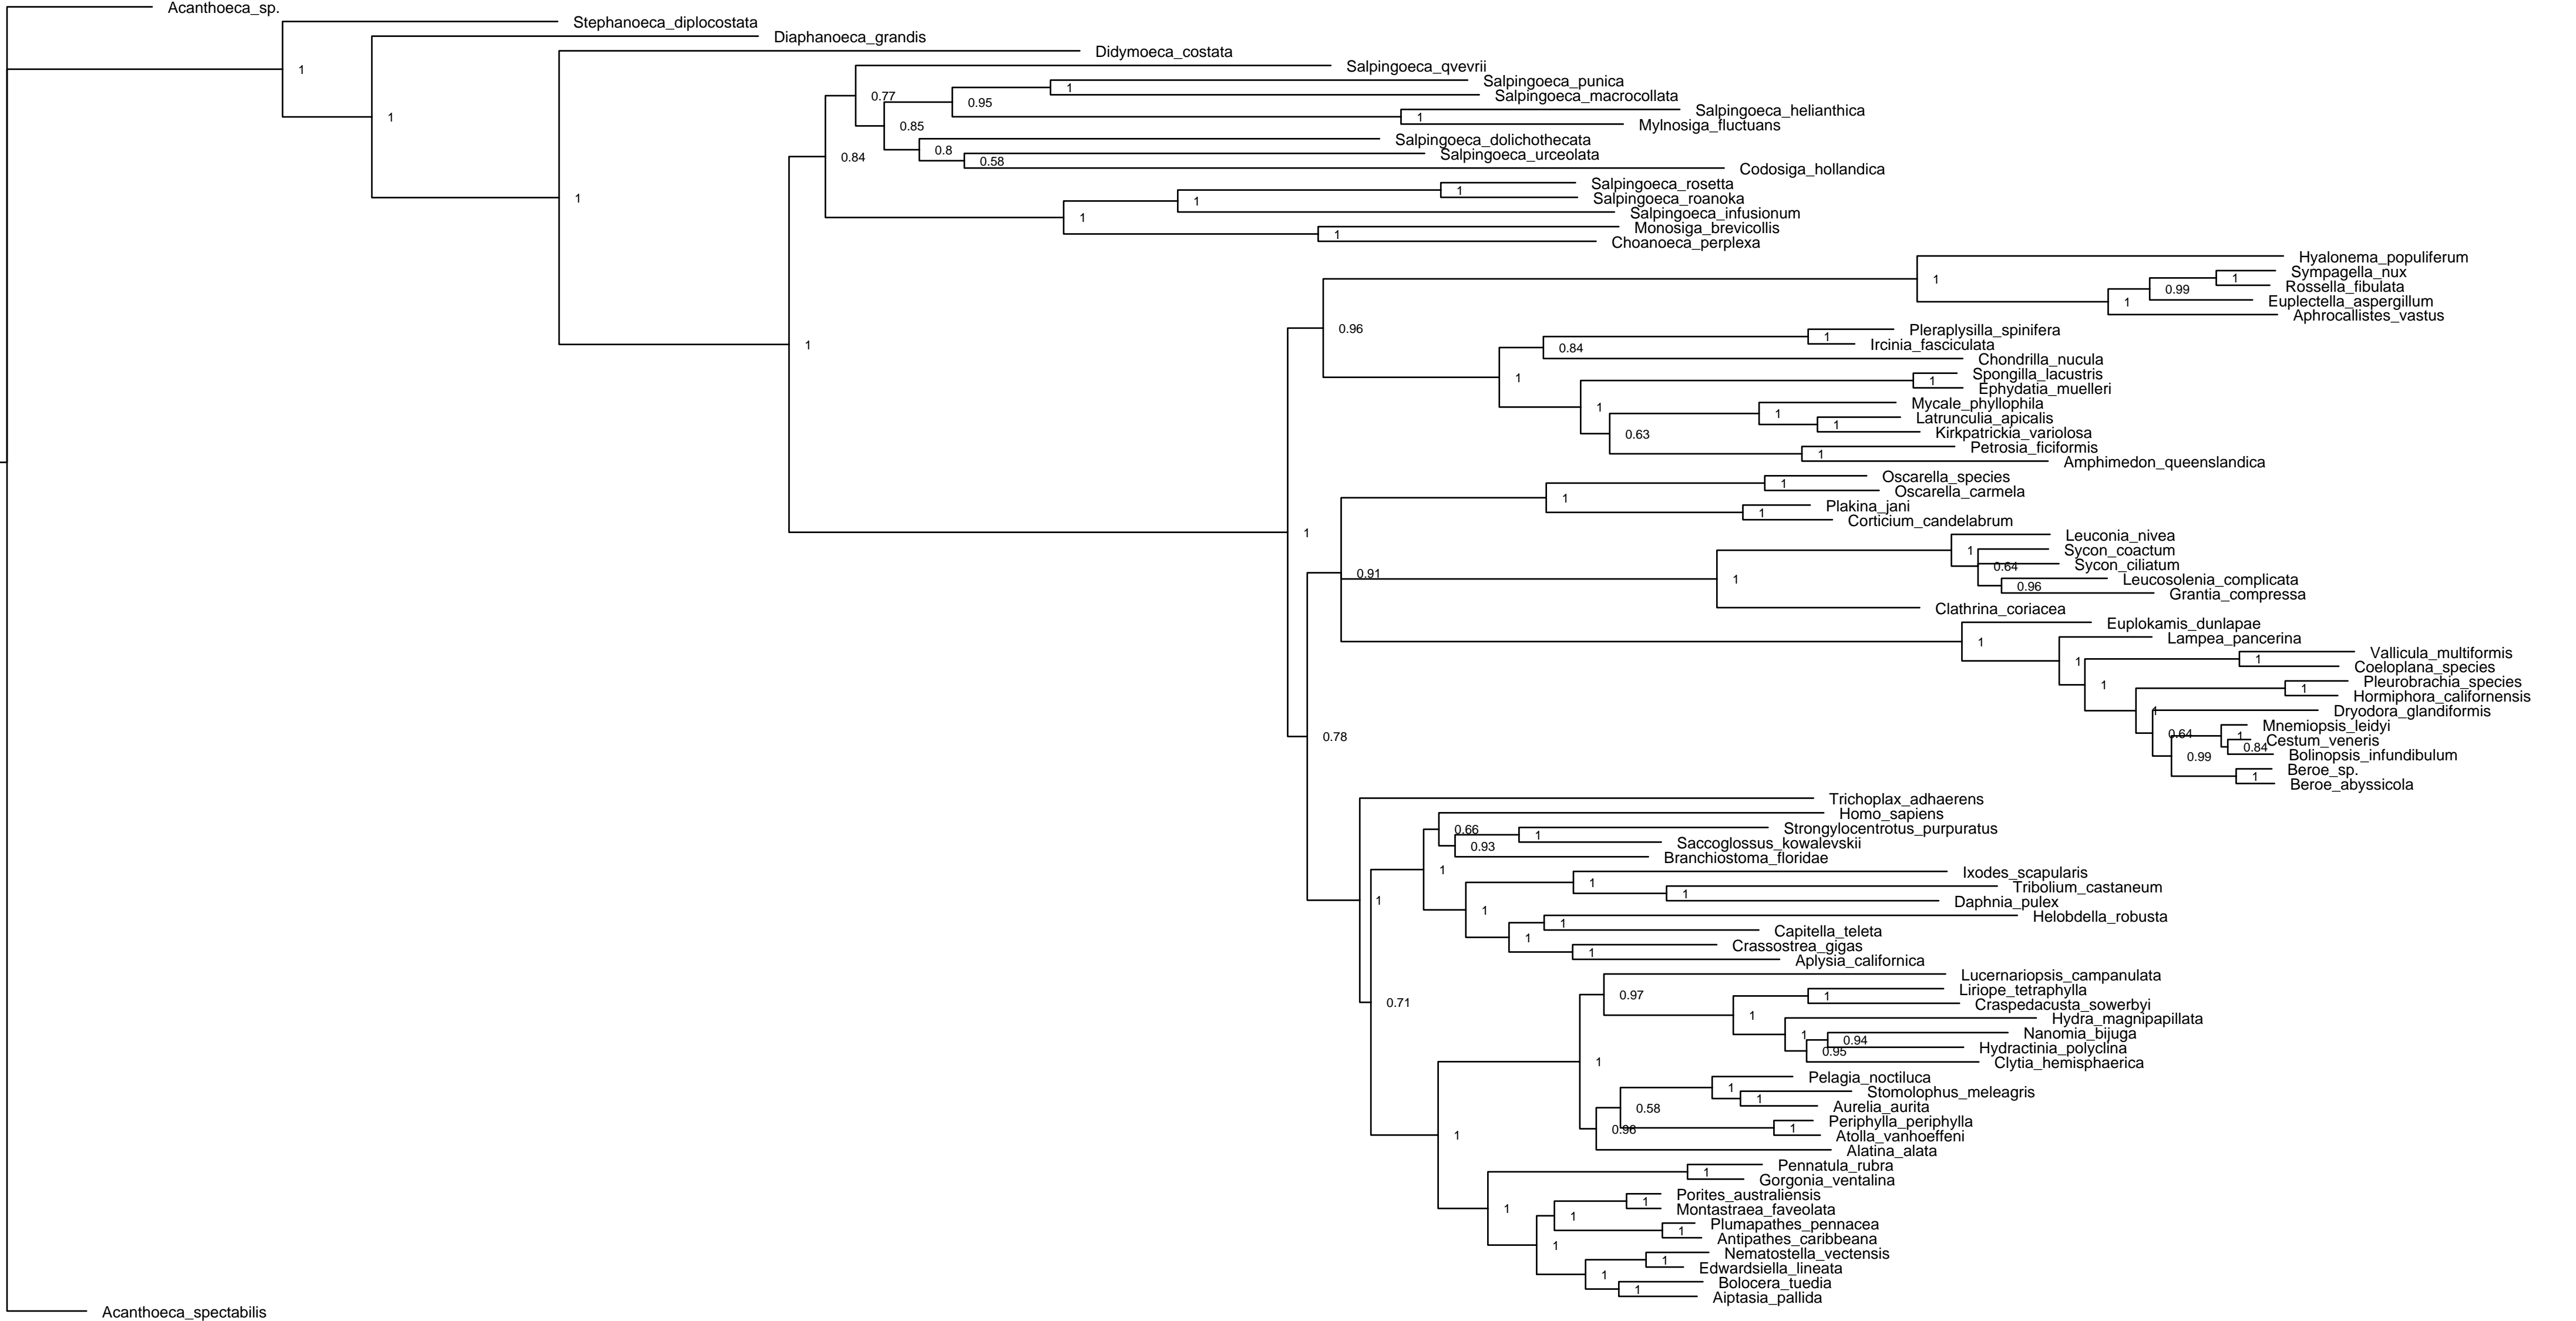 Acanthoeca_sp.
Stephanoeca_diplocostata
Diaphanoeca_grandis
Didymoeca_costata
1
Salpingoeca_qvevrii
Salpingoeca_punica
1
0.77
0.95
Salpingoeca_macrocollata
Salpingoeca_helianthica
1
1
Mylnosiga_fluctuans
0.85
Salpingoeca_dolichothecata
0.8
Salpingoeca_urceolata
0.84
0.58
Codosiga_hollandica
Salpingoeca_rosetta
1
1
Salpingoeca_roanoka
1
Salpingoeca_infusionum
1
Monosiga_brevicollis
1
Choanoeca_perplexa
Hyalonema_populiferum
Sympagella_nux
1
1
Rossella_fibulata
0.99
Euplectella_aspergillum
1
Aphrocallistes_vastus
0.96
Pleraplysilla_spinifera
1
1
Ircinia_fasciculata
0.84
Chondrilla_nucula
Spongilla_lacustris
1
1
Ephydatia_muelleri
Mycale_phyllophila
1
1
Latrunculia_apicalis
1
Kirkpatrickia_variolosa
0.63
Petrosia_ficiformis
1
Amphimedon_queenslandica
Oscarella_species
1
Oscarella_carmela
1
Plakina_jani
1
Corticium_candelabrum
1
Leuconia_nivea
Sycon_coactum
1
Sycon_ciliatum
0.64
0.91
1
Leucosolenia_complicata
0.96
Grantia_compressa
Clathrina_coriacea
Euplokamis_dunlapae
Lampea_pancerina
1
Vallicula_multiformis
1
1
Coeloplana_species
Pleurobrachia_species
1
1
Hormiphora_californensis
1
Dryodora_glandiformis
Mnemiopsis_leidyi
0.64
1
Cestum_veneris
0.78
0.84
0.99
Bolinopsis_infundibulum
Beroe_sp.
1
Beroe_abyssicola
Trichoplax_adhaerens
Homo_sapiens
0.66
Strongylocentrotus_purpuratus
1
Saccoglossus_kowalevskii
0.93
Branchiostoma_floridae
1
Ixodes_scapularis
1
Tribolium_castaneum
1
1
Daphnia_pulex
1
Helobdella_robusta
1
Capitella_teleta
1
Crassostrea_gigas
1
Aplysia_californica
Lucernariopsis_campanulata
Liriope_tetraphylla
0.97
1
0.71
Craspedacusta_sowerbyi
1
Hydra_magnipapillata
Nanomia_bijuga
1
0.94
Hydractinia_polyclina
0.95
Clytia_hemisphaerica
1
Pelagia_noctiluca
1
Stomolophus_meleagris
1
0.58
Aurelia_aurita
Periphylla_periphylla
0.96
1
1
Atolla_vanhoeffeni
Alatina_alata
Pennatula_rubra
1
Gorgonia_ventalina
Porites_australiensis
1
1
Montastraea_faveolata
1
Plumapathes_pennacea
1
Antipathes_caribbeana
1
Nematostella_vectensis
1
Edwardsiella_lineata
1
Bolocera_tuedia
1
Aiptasia_pallida
Acanthoeca_spectabilis